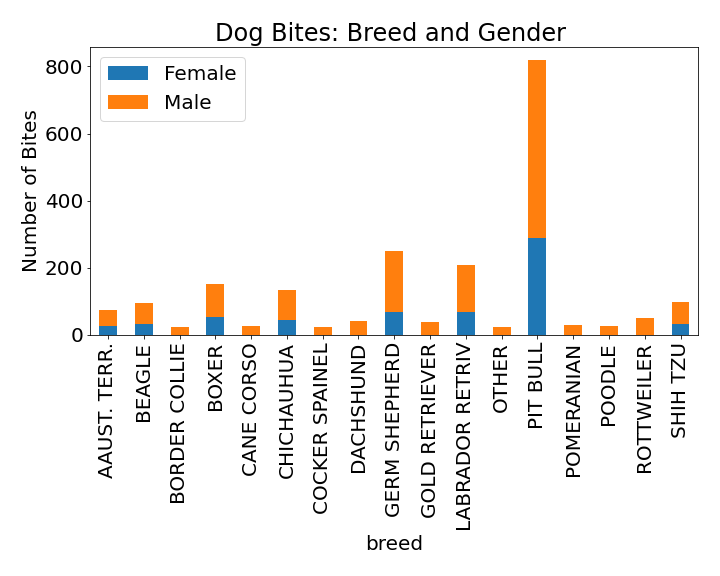 Dog Bites: Breed and Gender
Female
Male
Number of Bites
800
600
400
200
0
AAUST. TERR.
BEAGLE
BORDER COLLIE
BOXER
CANE CORSO
CHICHAUHUA
COCKER SPAINEL
DACHSHUND
GERM SHEPHERD
GOLD RETRIEVER
LABRADOR RETRIV
OTHER
PIT BULL
POMERANIAN
POODLE
ROTTWEILER
SHIH TZU
breed